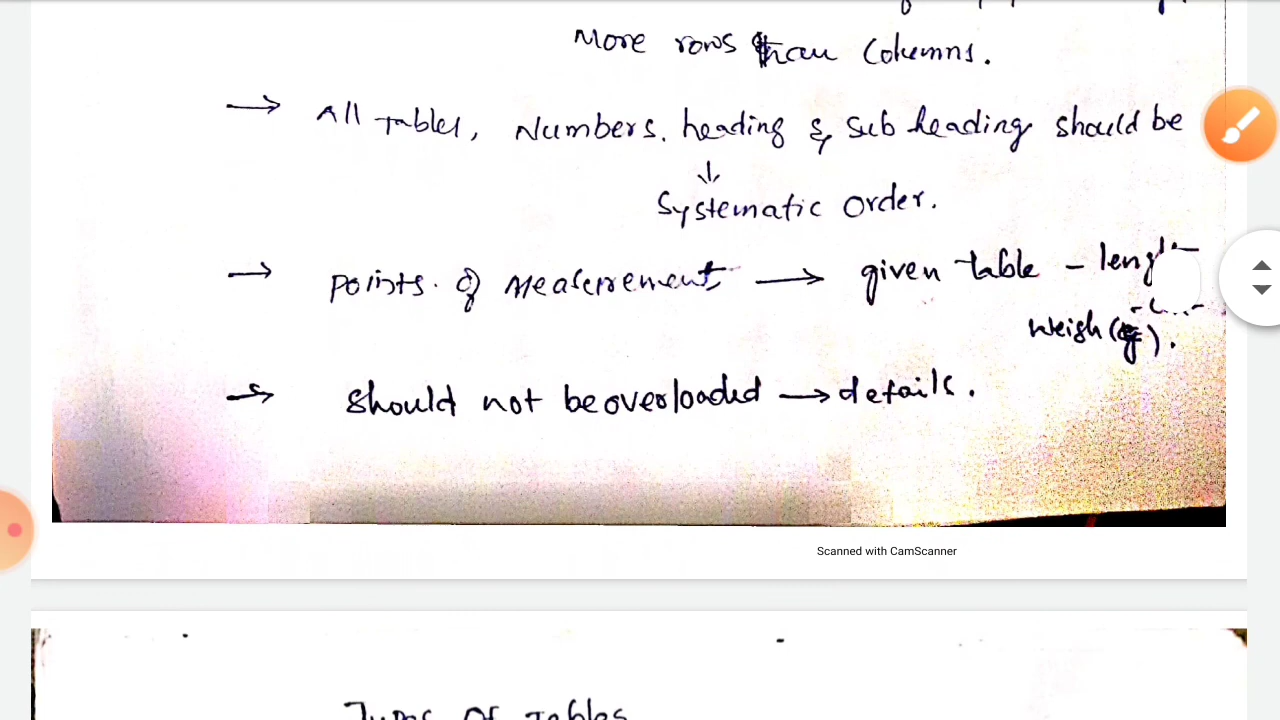 More rows than Columns.
→ All Tables, Numbers. heading & Sub heading should be
↓
Systematic Order.
→ Points. of Measurement → given table -
weigh (g).
→ should not be overloaded → details.
Scanned with CamScanner
Types Of Tables